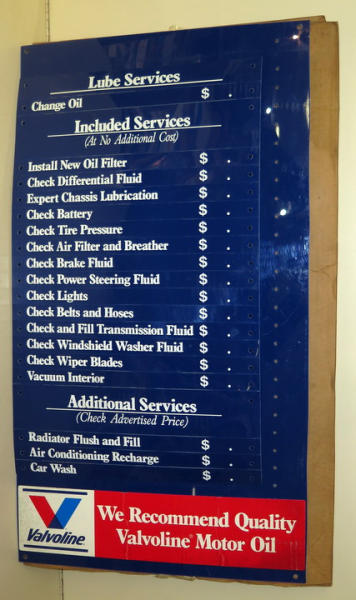 Lube Services
Change Oil $ .
Included Services
(At No Additional Cost)
Install New Oil Filter $ .
Check Differential Fluid $ .
Expert Chassis Lubrication $ .
Check Battery $ .
Check Tire Pressure $ .
Check Air Filter and Breather $ .
Check Brake Fluid $ .
Check Power Steering Fluid $ .
Check Lights $ .
Check Belts and Hoses $ .
Check and Fill Transmission Fluid $ .
Check Windshield Washer Fluid $ .
Check Wiper Blades $ .
Vacuum Interior $ .
Additional Services
(Check Advertised Price)
Radiator Flush and Fill $ .
Air Conditioning Recharge $ .
Car Wash $ .
We Recommend Quality
Valvoline Motor Oil
Valvoline